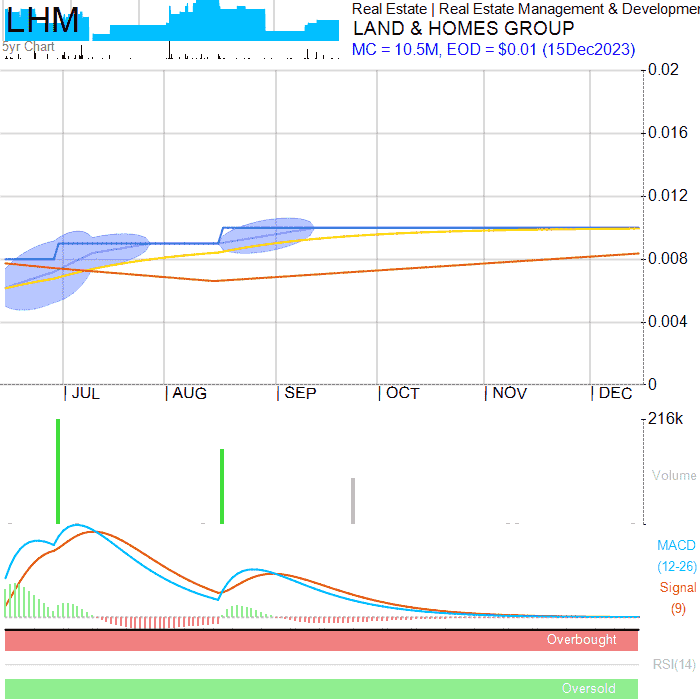 LHM
5yr Chart
Real Estate | Real Estate Management & Developmen
LAND & HOMES GROUP
MC = 10.5M, EOD = $0.01 (15Dec2023)
0.02
0.016
0.012
0.008
0.004
0
| JUL | AUG | SEP | OCT | NOV | DEC
216k
Volume
MACD
(12-26)
Signal
(9)
Overbought
RSI(14)
Oversold